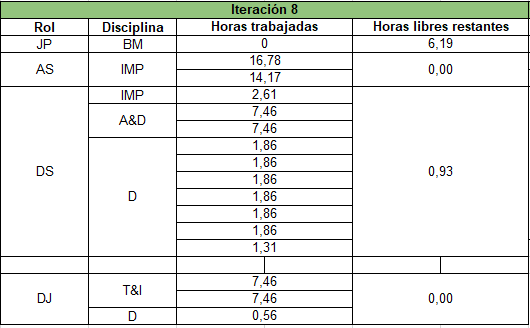 Iteración 8
Rol Disciplina Horas trabajadas Horas libres restantes
JP BM 0 6,19
AS IMP 16,78 0,00
14,17
DS IMP 2,61 0,93
A&D 7,46
7,46
D 1,86
1,86
1,86
1,86
1,86
1,86
1,31
DJ T&I 7,46 0,00
7,46
D 0,56